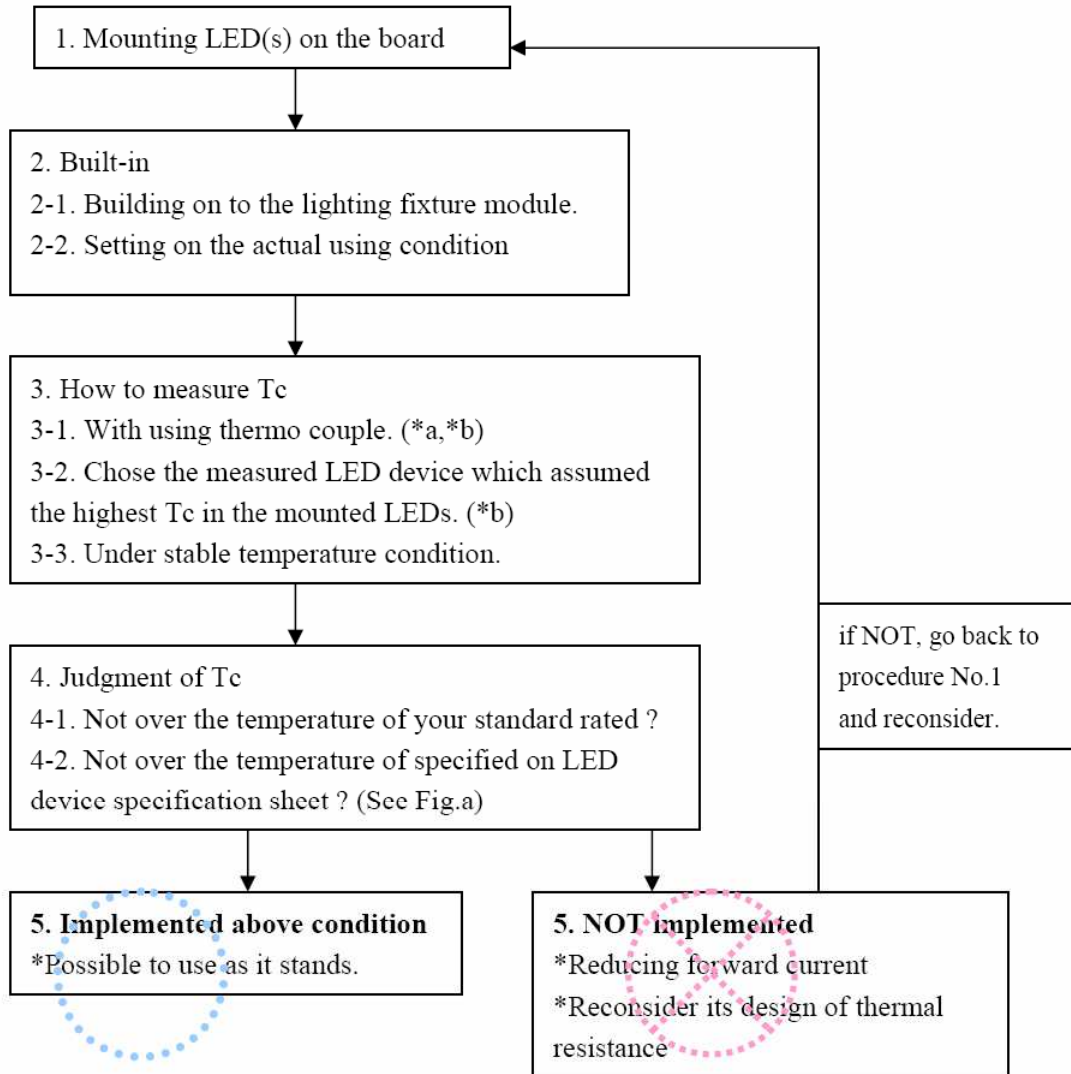 1. Mounting LED(s) on the board
2. Built-in
2-1. Building on to the lighting fixture module.
2-2. Setting on the actual using condition
3. How to measure Tc
3-1. With using thermo couple. (*a,*b)
3-2. Chose the measured LED device which assumed
the highest Tc in the mounted LEDs. (*b)
3-3. Under stable temperature condition.
if NOT, go back to
procedure No.1
and reconsider.
4. Judgment of Tc
4-1. Not over the temperature of your standard rated ?
4-2. Not over the temperature of specified on LED
device specification sheet ? (See Fig.a)
5. Implemented above condition
*Possible to use as it stands.
5. NOT implemented
*Reducing forward current
*Reconsider its design of thermal
resistance